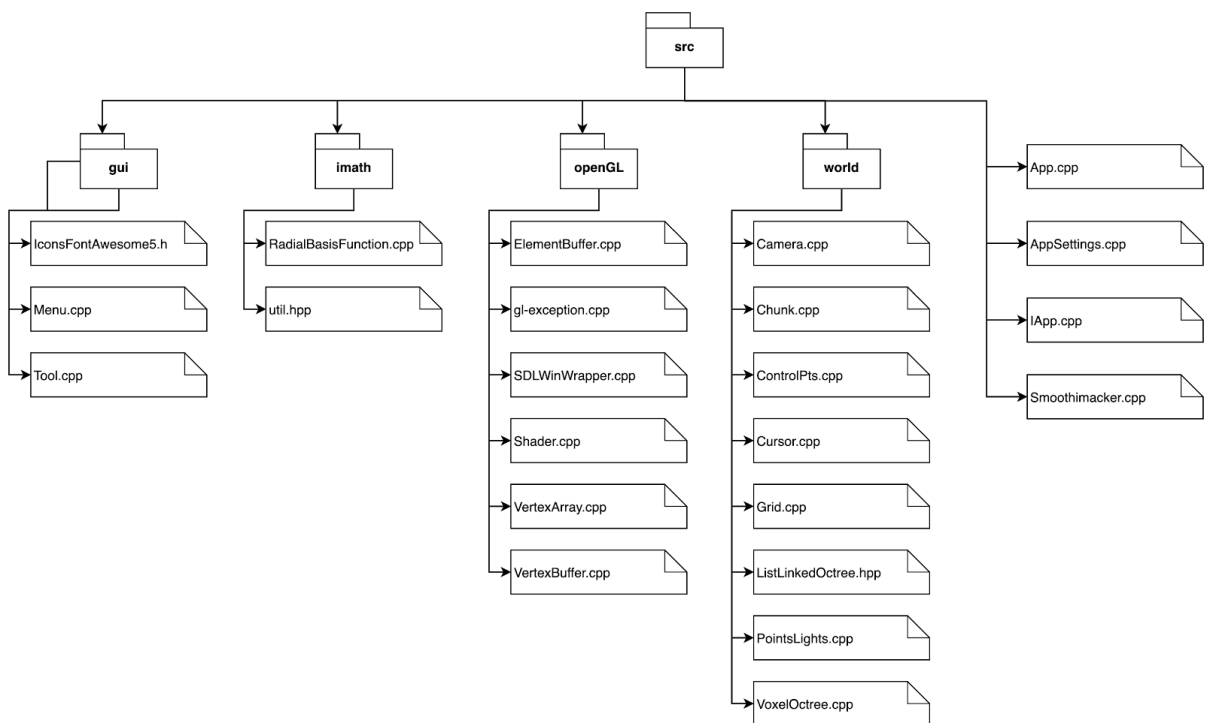 src
gui
imath
openGL
world
App.cpp
AppSettings.cpp
IApp.cpp
Smoothimacker.cpp
IconsFontAwesome5.h
Menu.cpp
Tool.cpp
RadialBasisFunction.cpp
util.hpp
ElementBuffer.cpp
gl-exception.cpp
SDLWinWrapper.cpp
Shader.cpp
VertexArray.cpp
VertexBuffer.cpp
Camera.cpp
Chunk.cpp
ControlPts.cpp
Cursor.cpp
Grid.cpp
ListLinkedOctree.hpp
PointsLights.cpp
VoxelOctree.cpp